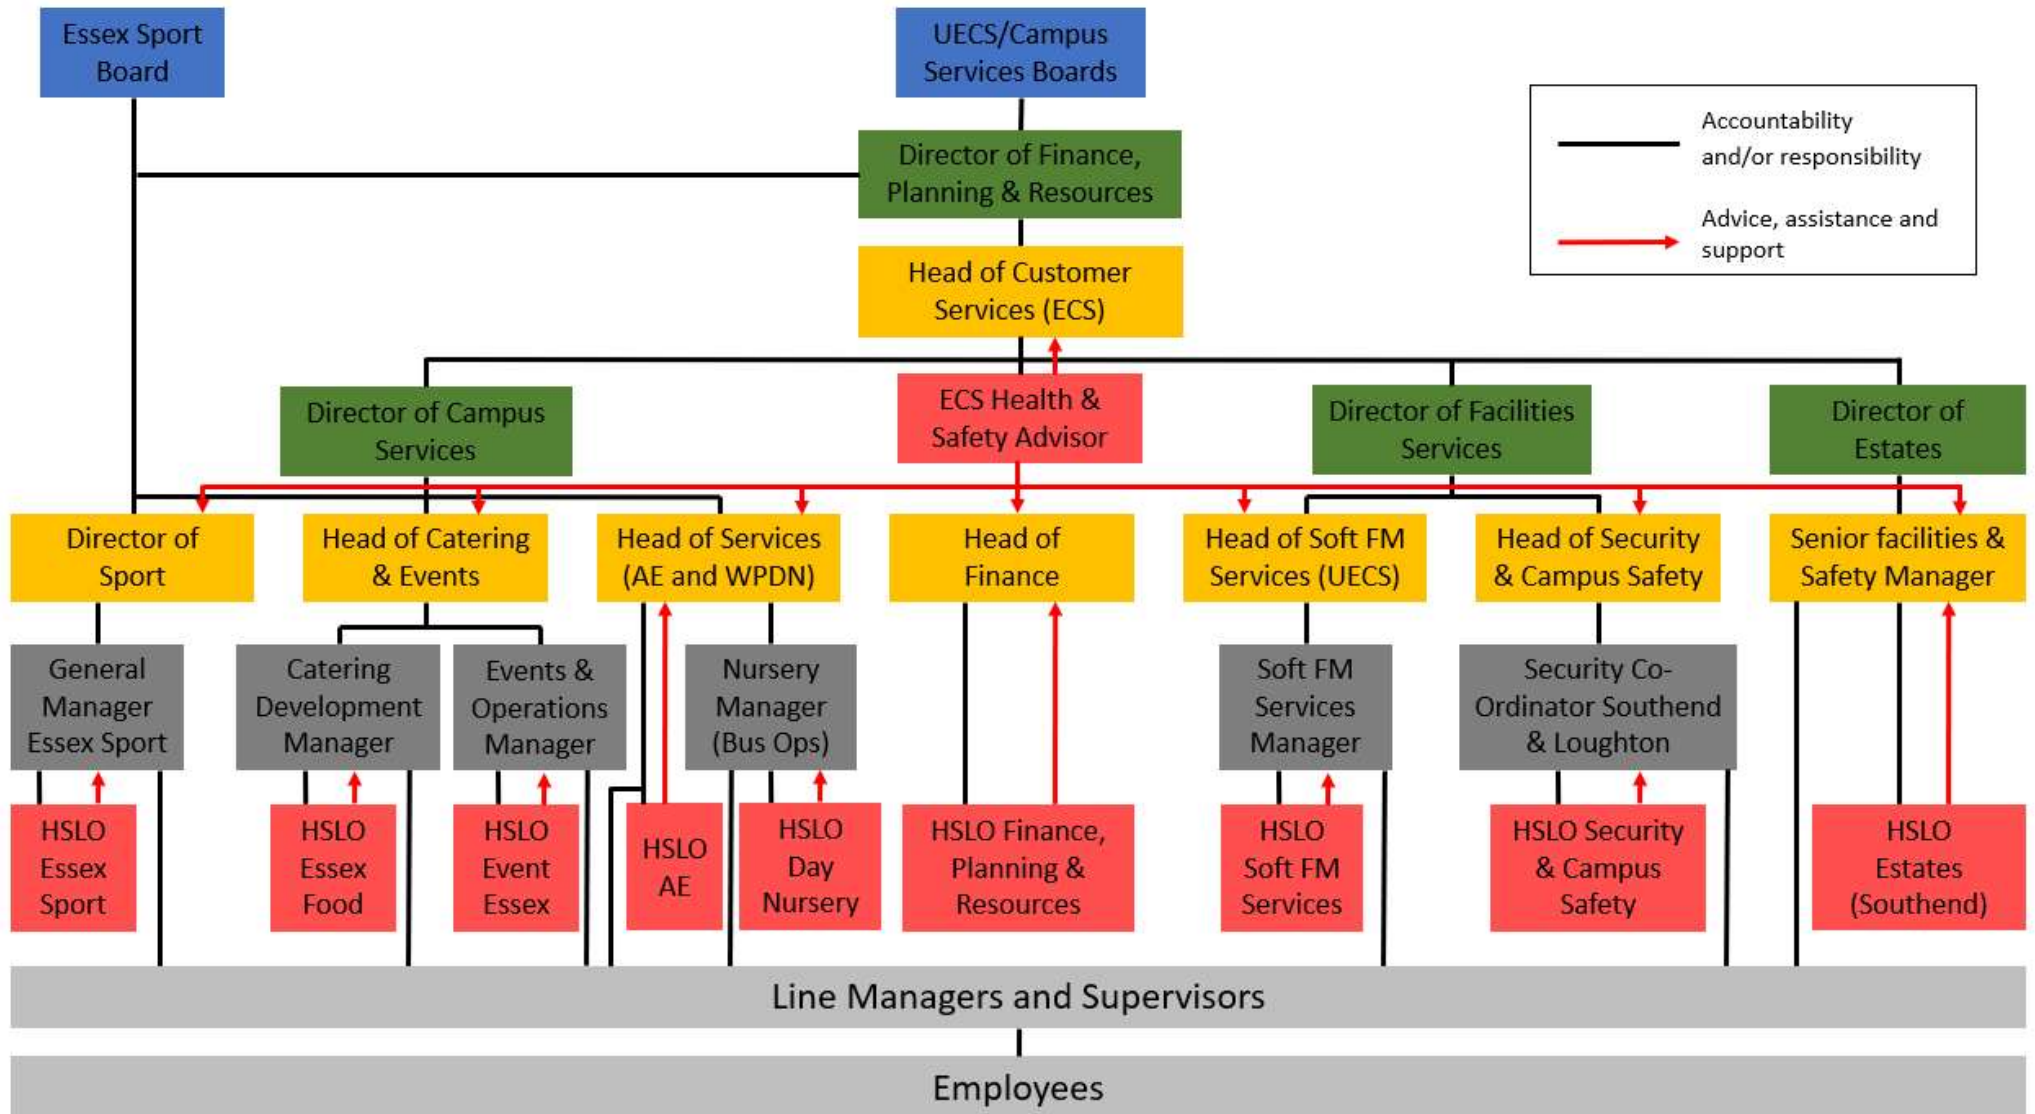 Essex Sport
Board
UECS/Campus
Services Boards
Accountability
and/or responsibility
Advice, assistance and
support
Director of Finance,
Planning & Resources
Head of Customer
Services (ECS)
Director of Campus
Services
ECS Health &
Safety Advisor
Director of Facilities
Services
Director of
Estates
Director of
Sport
Head of Catering
& Events
Head of Services
(AE and WPDN)
Head of
Finance
Head of Soft FM
Services (UECS)
Head of Security
& Campus Safety
Senior facilities &
Safety Manager
General
Manager
Essex Sport
Catering
Development
Manager
Events &
Operations
Manager
Nursery
Manager
(Bus Ops)
Soft FM
Services
Manager
Security Co-
Ordinator Southend
& Loughton
HSLO
Essex
Sport
HSLO
Essex
Food
HSLO
Event
Essex
HSLO
AE
HSLO
Day
Nursery
HSLO Finance,
Planning &
Resources
HSLO
Soft FM
Services
HSLO Security
& Campus
Safety
HSLO
Estates
(Southend)
Line Managers and Supervisors
Employees